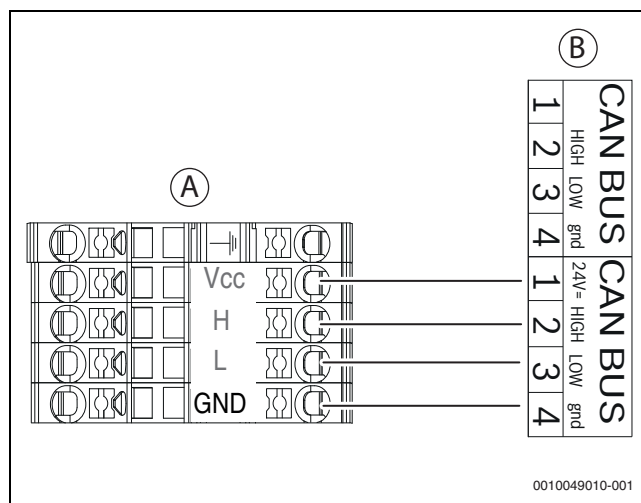 B
CAN BUS
1
2 HIGH
3 LOW
4 gnd
CAN BUS
1 24V=
2 HIGH
3 LOW
4 gnd
A
Vcc
H
L
GND
0010049010-001